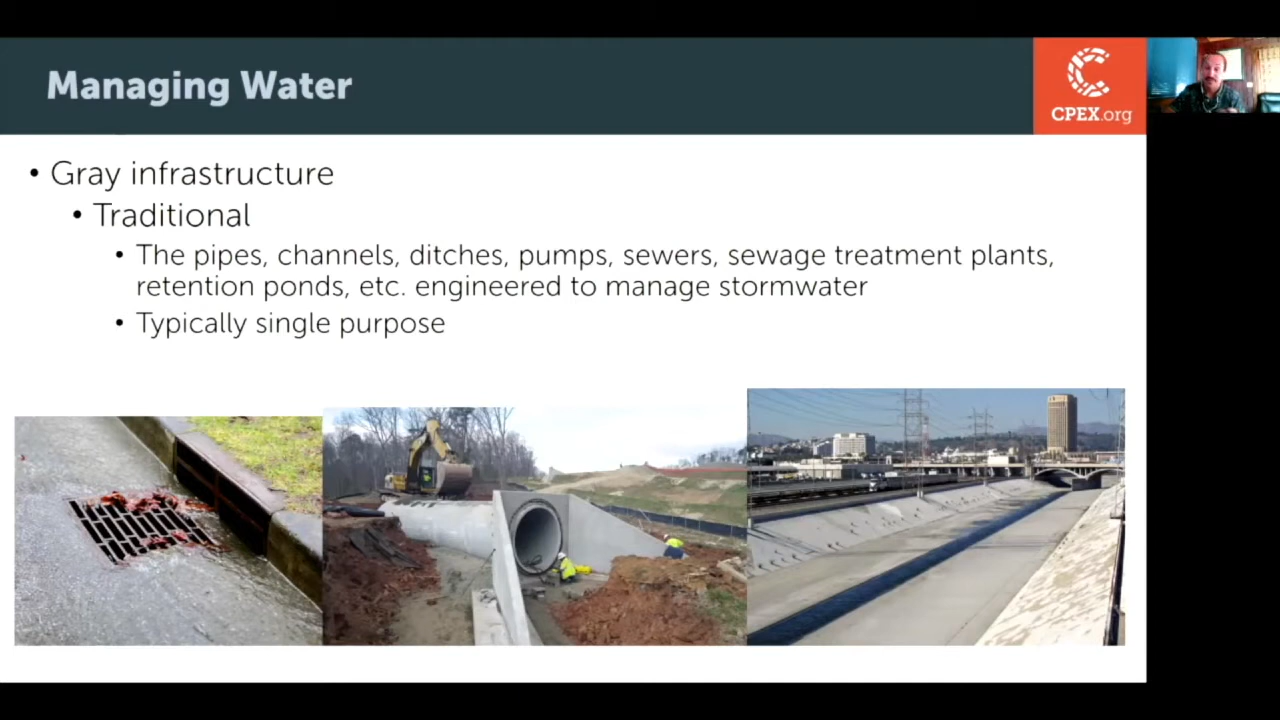 Managing Water
CPEX.org
• Gray infrastructure
• Traditional
• The pipes, channels, ditches, pumps, sewers, sewage treatment plants,
retention ponds, etc. engineered to manage stormwater
• Typically single purpose